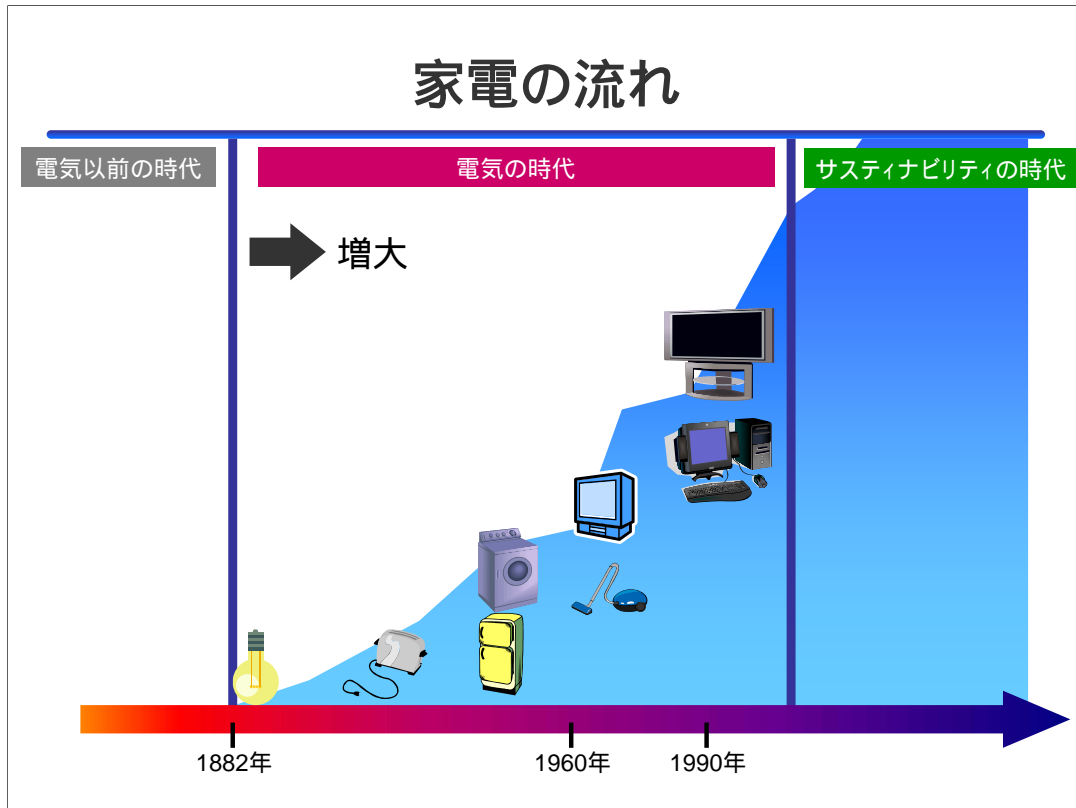 家電の流れ
電気以前の時代
電気の時代
サスティナビリティの時代
増大
1882年
1960年
1990年